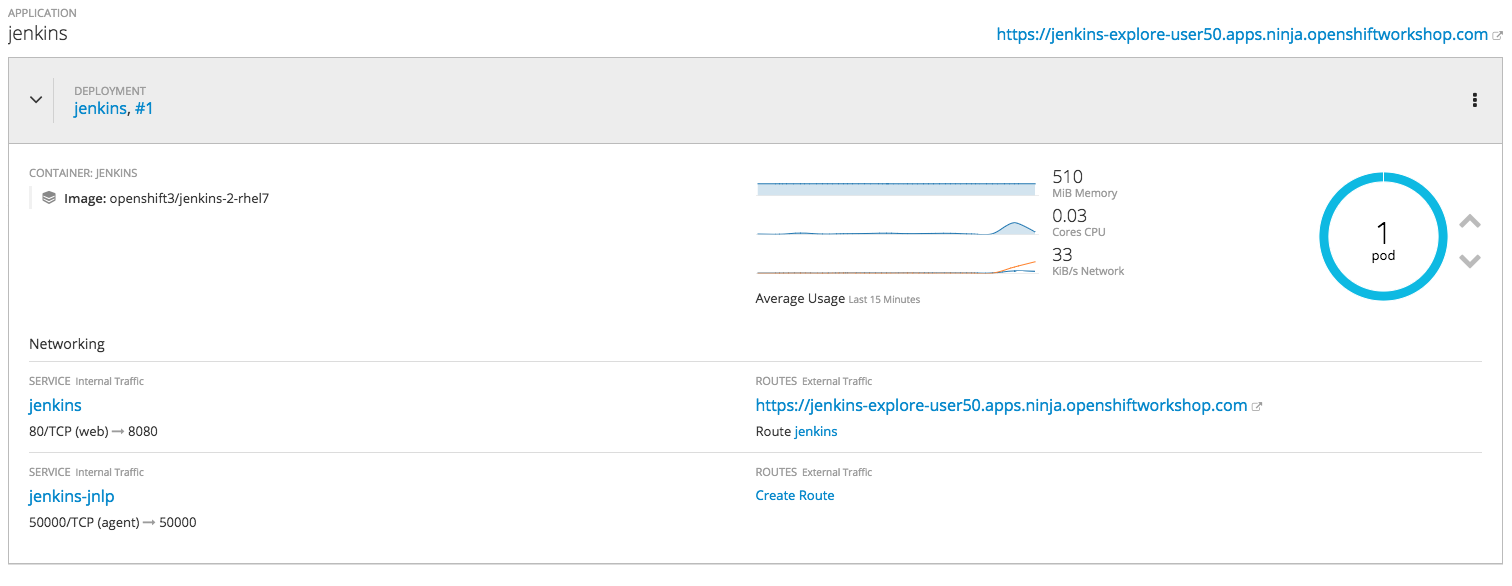 APPLICATION
jenkins
https://jenkins-explore-user50.apps.ninja.openshiftworkshop.com
DEPLOYMENT
jenkins, #1
CONTAINER: JENKINS
Image: openshift3/jenkins-2-rhel7
510
MiB Memory
0.03
Cores CPU
33
KiB/s Network
Average Usage Last 15 Minutes
1
pod
Networking
SERVICE Internal Traffic
jenkins
80/TCP (web) → 8080
ROUTES External Traffic
https://jenkins-explore-user50.apps.ninja.openshiftworkshop.com
Route jenkins
SERVICE Internal Traffic
jenkins-jnlp
50000/TCP (agent) → 50000
ROUTES External Traffic
Create Route